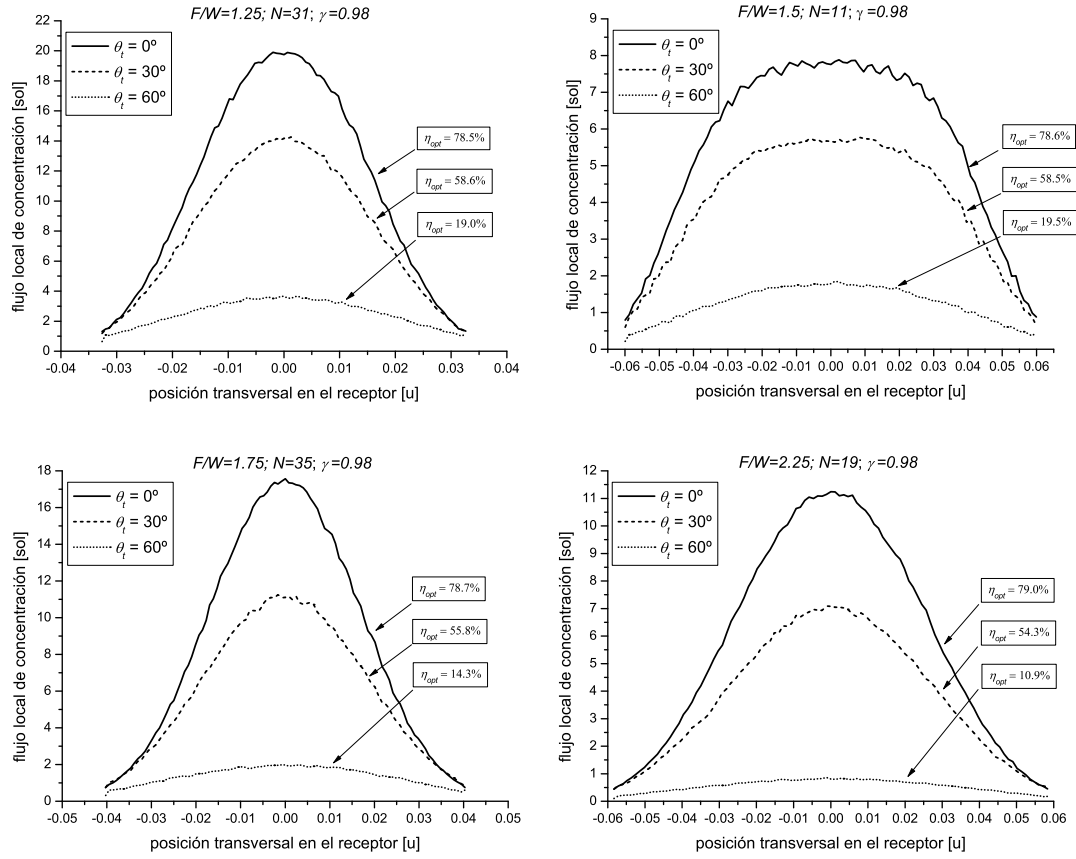 F/W=1.25; N=31; γ=0.98
flujo local de concentración [sol]
22
20
18
16
14
12
10
8
6
4
2
0
θt = 0º
θt = 30º
θt = 60º
ηopt = 78.5%
ηopt = 58.6%
ηopt = 19.0%
-0.04 -0.03 -0.02 -0.01 0.00 0.01 0.02 0.03 0.04
posición transversal en el receptor [u]
F/W=1.5; N=11; γ=0.98
flujo local de concentración [sol]
9
8
7
6
5
4
3
2
1
0
θt = 0º
θt = 30º
θt = 60º
ηopt = 78.6%
ηopt = 58.5%
ηopt = 19.5%
-0.06 -0.05 -0.04 -0.03 -0.02 -0.01 0.00 0.01 0.02 0.03 0.04 0.05 0.06
posición transversal en el receptor [u]
F/W=1.75; N=35; γ=0.98
flujo local de concentración [sol]
18
16
14
12
10
8
6
4
2
0
θt = 0º
θt = 30º
θt = 60º
ηopt = 78.7%
ηopt = 55.8%
ηopt = 14.3%
-0.05 -0.04 -0.03 -0.02 -0.01 0.00 0.01 0.02 0.03 0.04 0.05
posición transversal en el receptor [u]
F/W=2.25; N=19; γ=0.98
flujo local de concentración [sol]
12
11
10
9
8
7
6
5
4
3
2
1
0
θt = 0º
θt = 30º
θt = 60º
ηopt = 79.0%
ηopt = 54.3%
ηopt = 10.9%
-0.06 -0.05 -0.04 -0.03 -0.02 -0.01 0.00 0.01 0.02 0.03 0.04 0.05 0.06
posición transversal en el receptor [u]